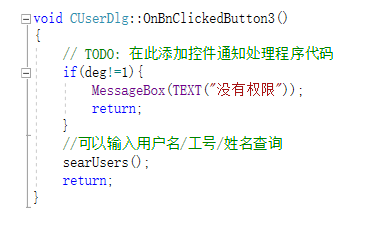 void CUserDlg::OnBnClickedButton3()
{
// TODO: 在此添加控件通知处理程序代码
if(deg!=1){
MessageBox(TEXT("没有权限"));
return;
}
//可以输入用户名/工号/姓名查询
searUsers();
return;
}